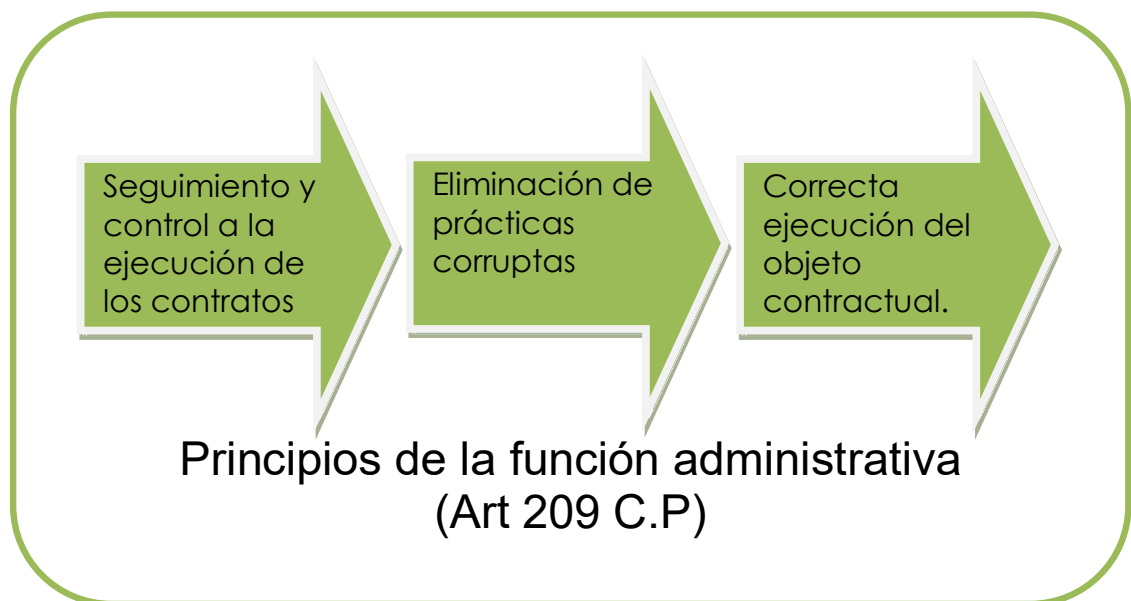 Seguimiento y
control a la
ejecución de
los contratos
Eliminación de
prácticas
corruptas
Correcta
ejecución del
objeto
contractual.
Principios de la función administrativa
(Art 209 C.P)